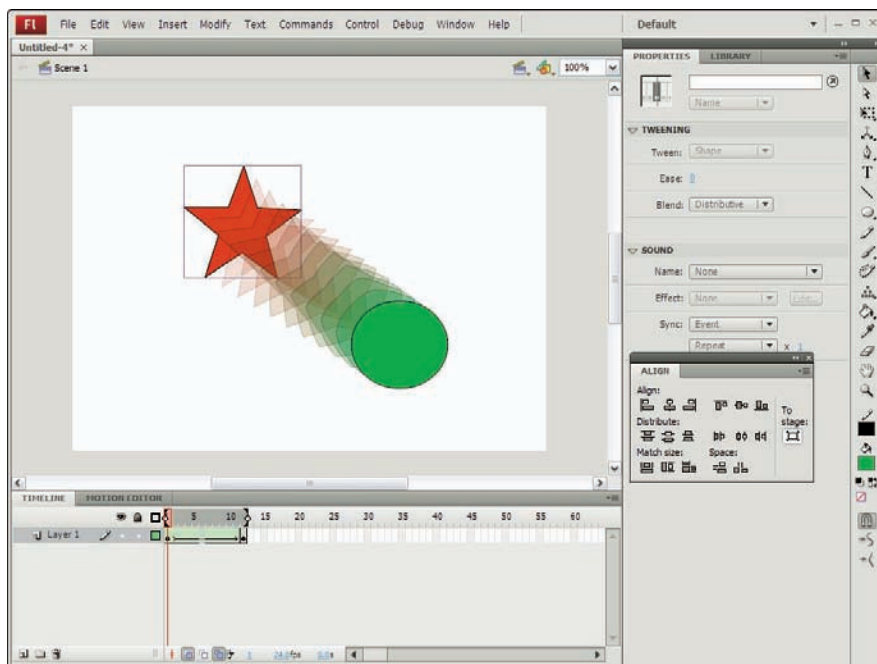 Fl File Edit View Insert Modify Text Commands Control Debug Window Help Default
Untitled-4*
Scene 1 100%
PROPERTIES LIBRARY
Name
TWEENING
Tween: Shape
Ease: 0
Blend: Distributive
SOUND
Name: None
Effect: None
Sync: Event
Repeat x 1
ALIGN
Align:
To stage:
Distribute:
Match size: Space:
TIMELINE MOTION EDITOR
5 10 15 20 25 30 35 40 45 50 55 60
Layer 1
1 24.0fps 0.0s